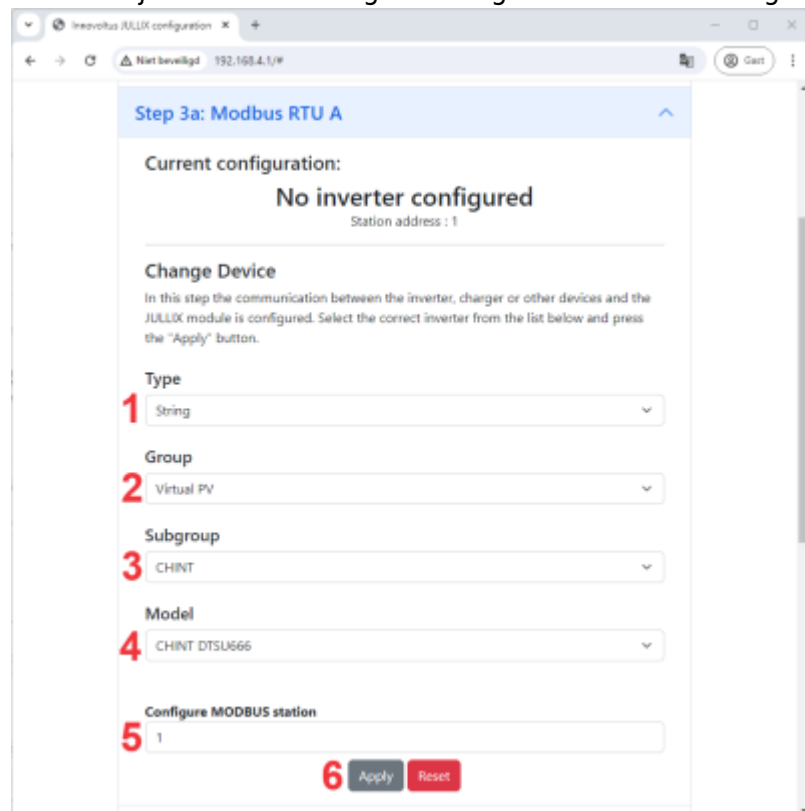 Innovoltus JULLIX configuration
Niet beveiligd 192.168.4.1/# Gast
Step 3a: Modbus RTU A
Current configuration:
No inverter configured
Station address : 1
Change Device
In this step the communication between the inverter, charger or other devices and the
JULLIX module is configured. Select the correct inverter from the list below and press
the "Apply" button.
Type
1 String
Group
2 Virtual PV
Subgroup
3 CHINT
Model
4 CHINT DTSU666
Configure MODBUS station
5 1
6 Apply Reset